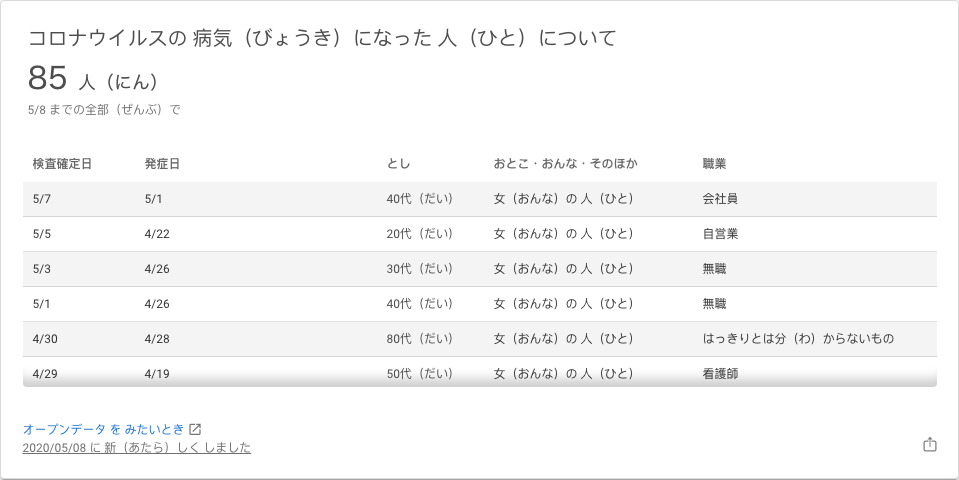 コロナウイルスの 病気（びょうき）になった 人（ひと）について
85 人（にん）
5/8 までの全部（ぜんぶ）で
検査確定日 発症日 とし おとこ・おんな・そのほか 職業
5/7 5/1 40代（だい） 女（おんな）の 人（ひと） 会社員
5/5 4/22 20代（だい） 女（おんな）の 人（ひと） 自営業
5/3 4/26 30代（だい） 女（おんな）の 人（ひと） 無職
5/1 4/26 40代（だい） 女（おんな）の 人（ひと） 無職
4/30 4/28 80代（だい） 女（おんな）の 人（ひと） はっきりとは分（わ）からないもの
4/29 4/19 50代（だい） 女（おんな）の 人（ひと） 看護師
オープンデータ を みたいとき
2020/05/08 に 新（あたら）しく しました